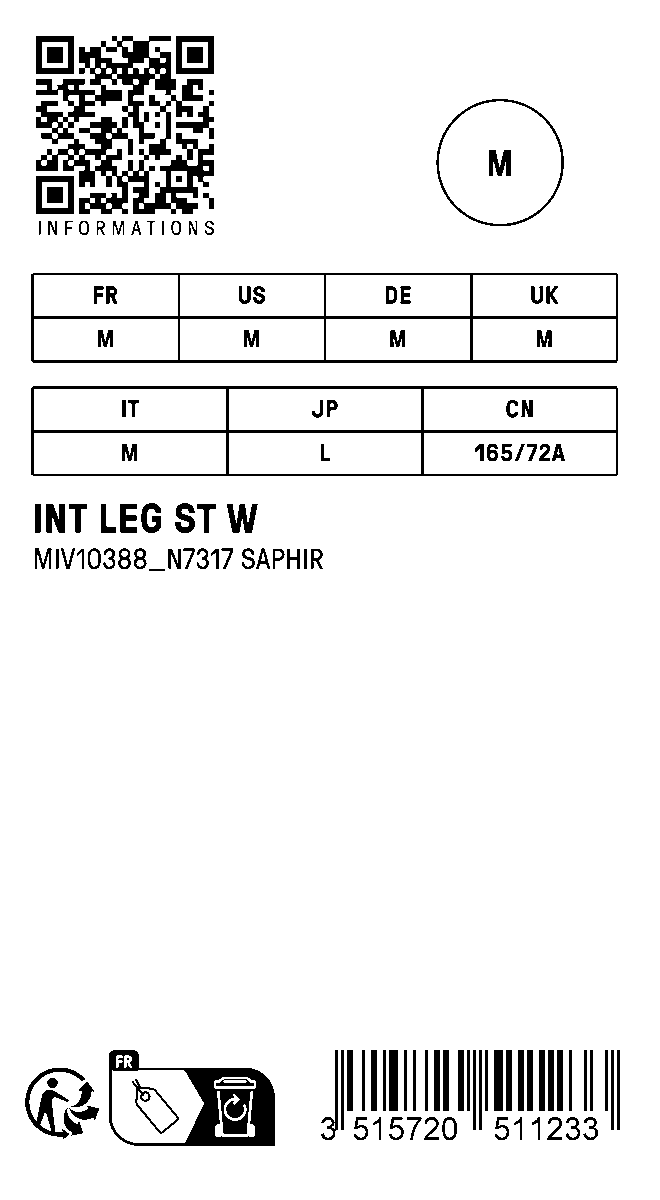 INFORMATIONS
M
FR US DE UK
M M M M
IT JP CN
M L 165/72A
INT LEG ST W
MIV10388_N7317 SAPHIR
FR
3 515720 511233